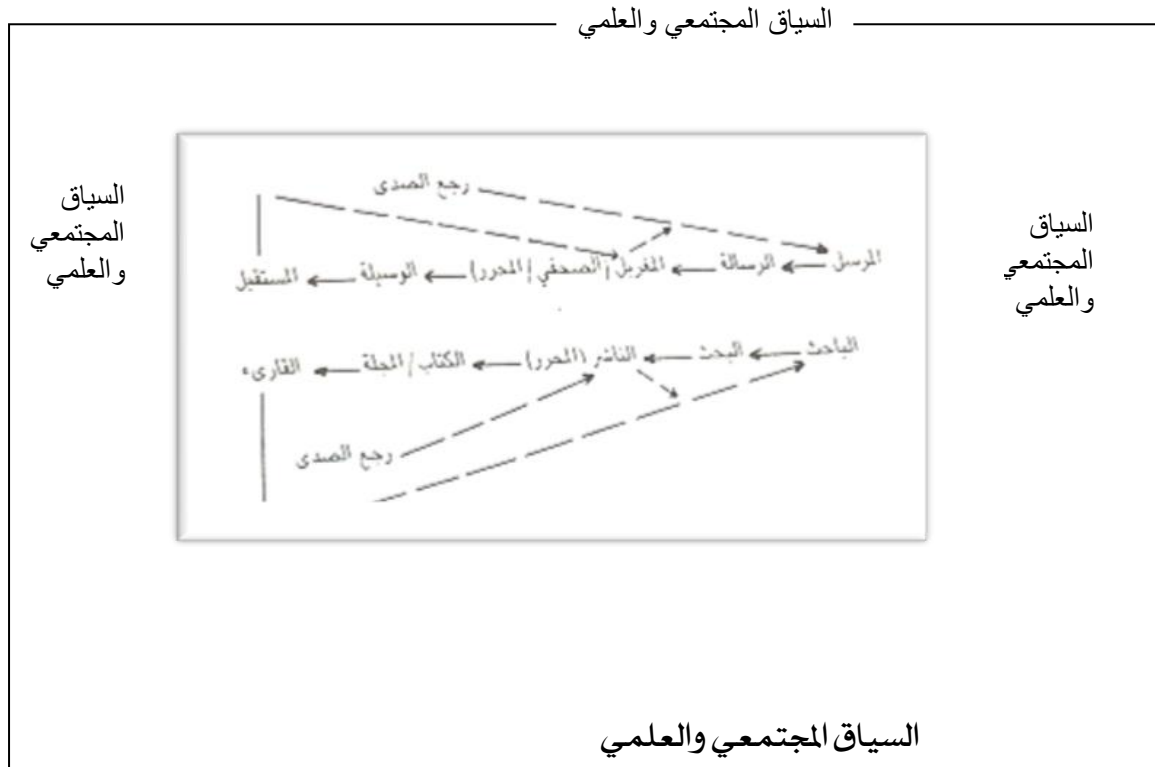 السياق المجتمعي والعلمي
السياق
المجتمعي
والعلمي
السياق
المجتمعي
والعلمي
رجع الصدى
المرسل الرسالة المغربل (الصحفي / المحرر) الوسيلة المستقبل
الباحث البحث الناشر (المحرر) الكتاب/المجلة القارىء
رجع الصدى
السياق المجتمعي والعلمي